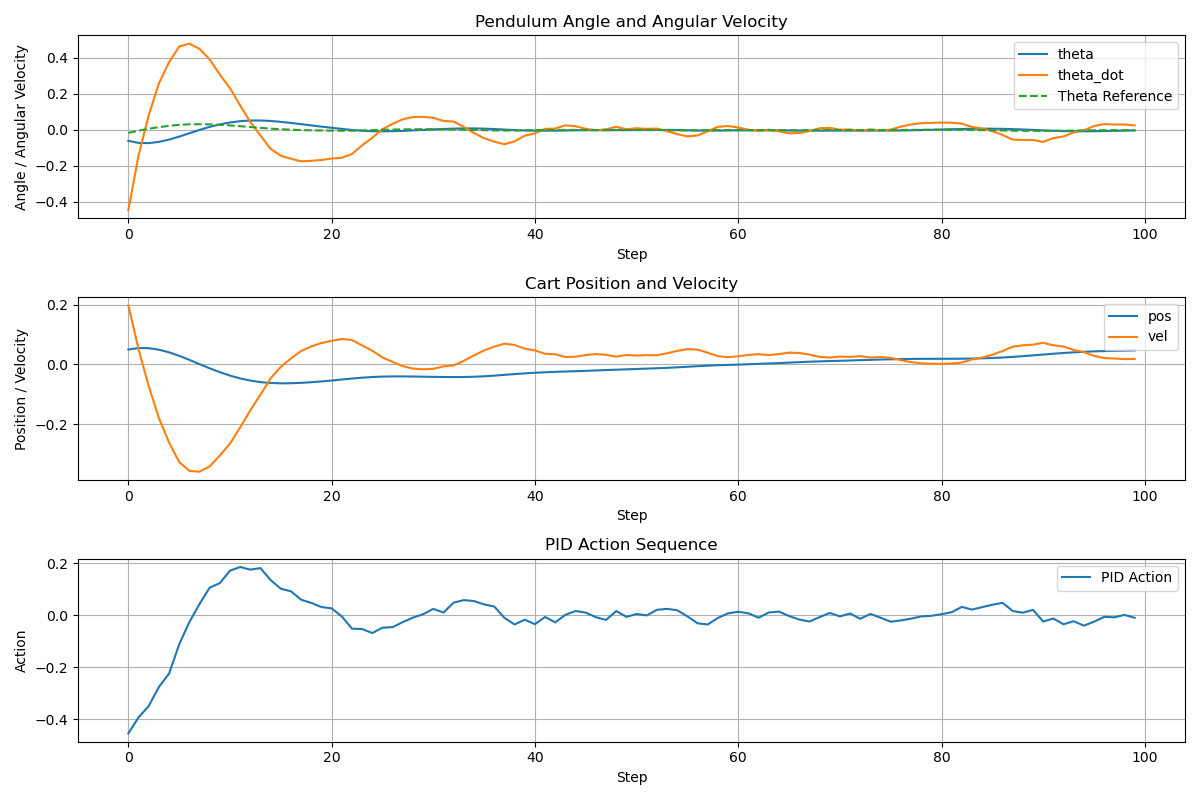 Pendulum Angle and Angular Velocity
Angle / Angular Velocity
0.4
0.2
0.0
−0.2
−0.4
theta
theta_dot
Theta Reference
0 20 40 60 80 100
Step
Cart Position and Velocity
Position / Velocity
0.2
0.0
−0.2
pos
vel
0 20 40 60 80 100
Step
PID Action Sequence
Action
0.2
0.0
−0.2
−0.4
PID Action
0 20 40 60 80 100
Step